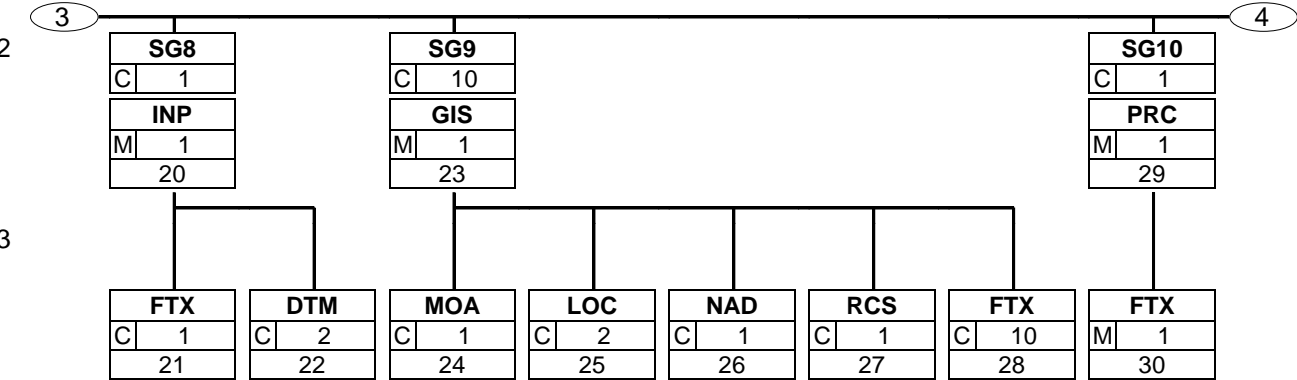 3 4
2 SG8 SG9 SG10
C 1 C 10 C 1
INP GIS PRC
M 1 M 1 M 1
20 23 29
3
FTX DTM MOA LOC NAD RCS FTX FTX
C 1 C 2 C 1 C 2 C 1 C 1 C 10 M 1
21 22 24 25 26 27 28 30